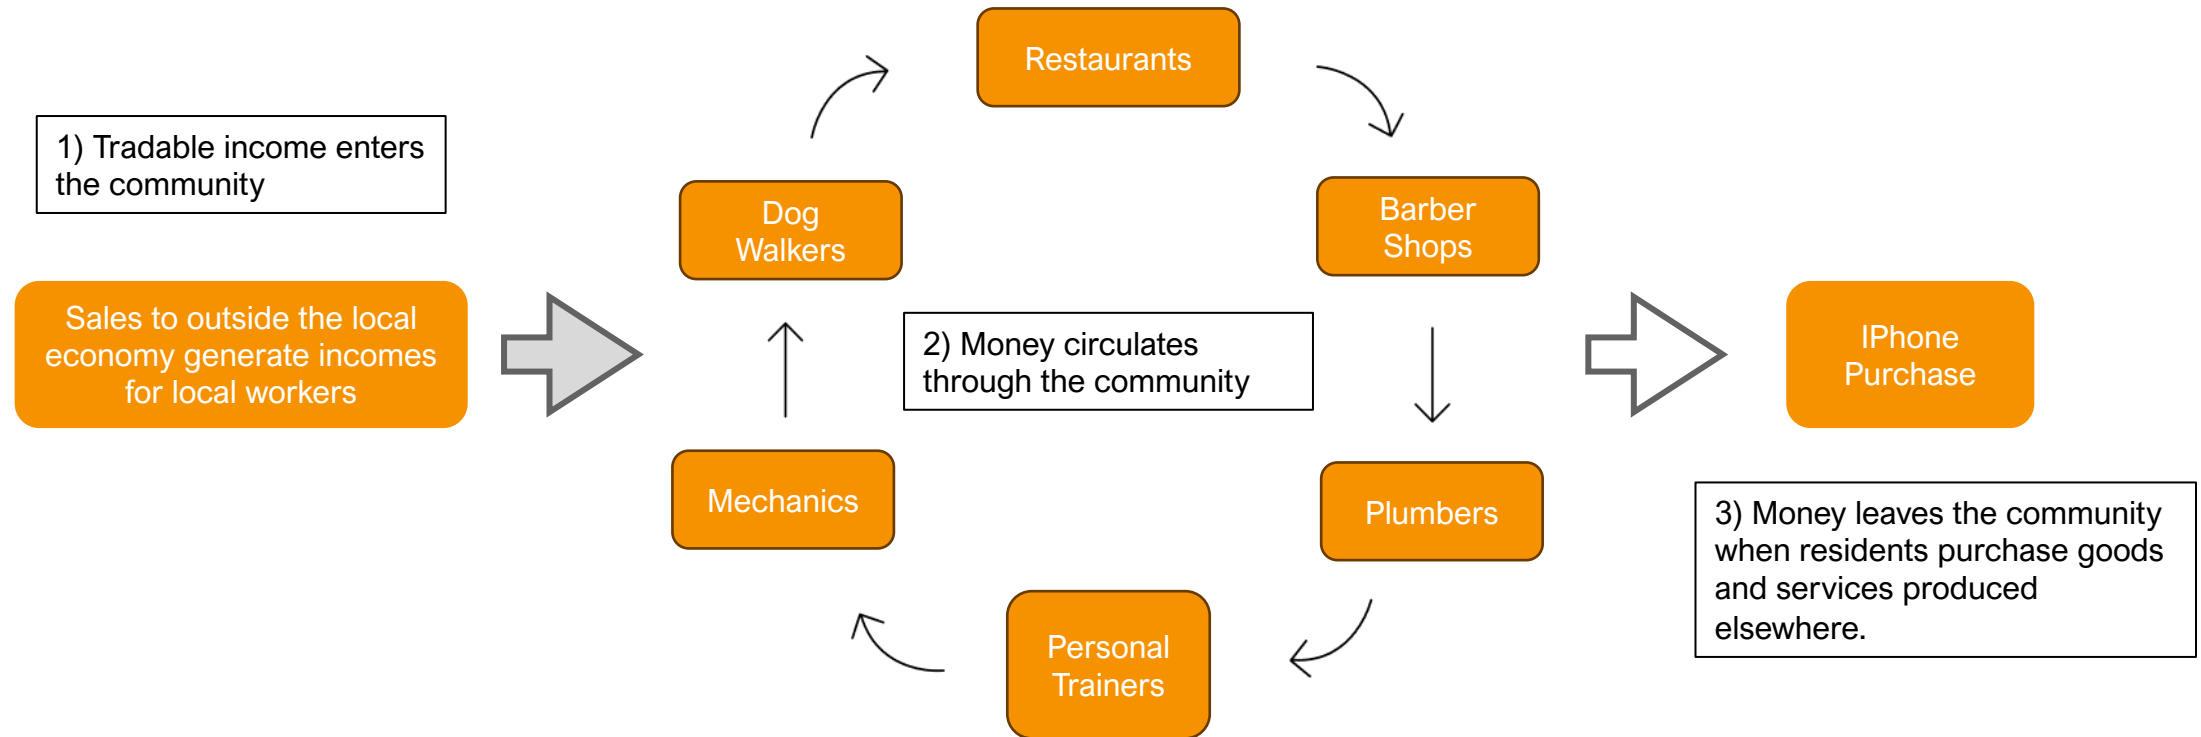 1) Tradable income enters
the community
Sales to outside the local
economy generate incomes
for local workers
Restaurants
Dog
Walkers
Barber
Shops
2) Money circulates
through the community
Mechanics
Plumbers
Personal
Trainers
IPhone
Purchase
3) Money leaves the community
when residents purchase goods
and services produced
elsewhere.